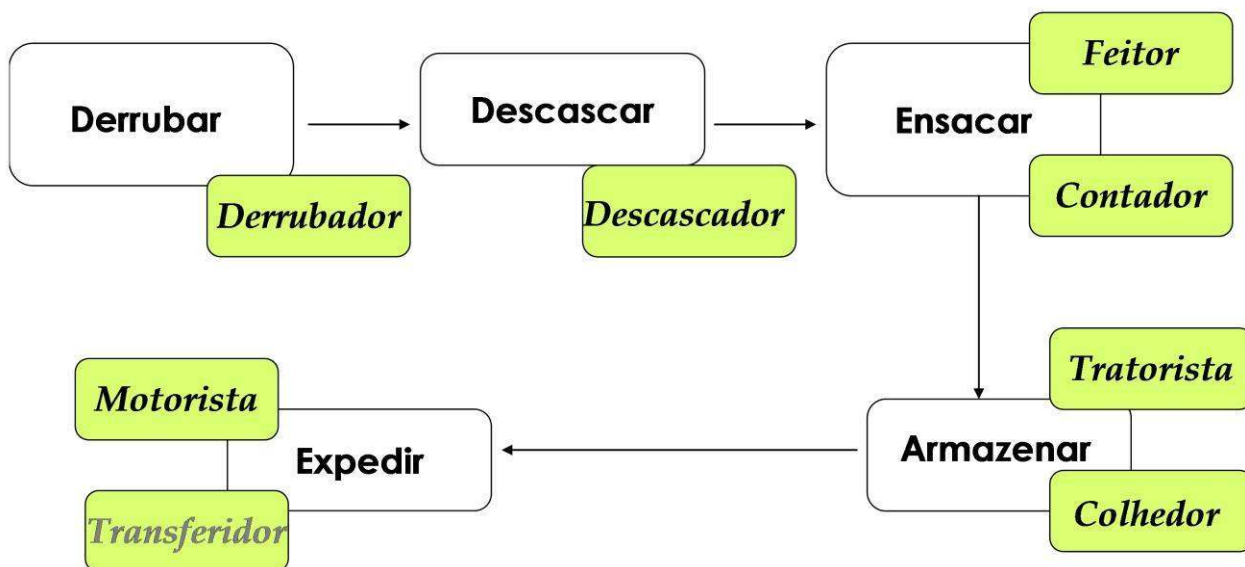 Derrubar
Derrubador
Descascar
Descascador
Ensacar
Feitor
Contador
Armazenar
Tratorista
Colhedor
Expedir
Motorista
Transferidor